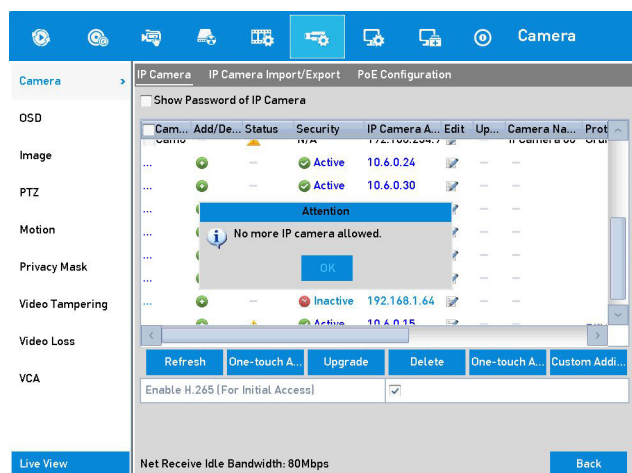 Camera
Camera >
OSD
Image
PTZ
Motion
Privacy Mask
Video Tampering
Video Loss
VCA
Live View
IP Camera IP Camera Import/Export PoE Configuration
Show Password of IP Camera
Cam... Add/De... Status Security IP Camera A... Edit Up... Camera Na... Prot
N/A
... Active 10.6.0.24
... Active 10.6.0.30
...
...
...
...
... Inactive 192.168.1.64
Active 10.6.0.15
Attention
No more IP camera allowed.
OK
Refresh One-touch A... Upgrade Delete One-touch A... Custom Addi...
Enable H.265 (For Initial Access)
Net Receive Idle Bandwidth: 80Mbps
Back